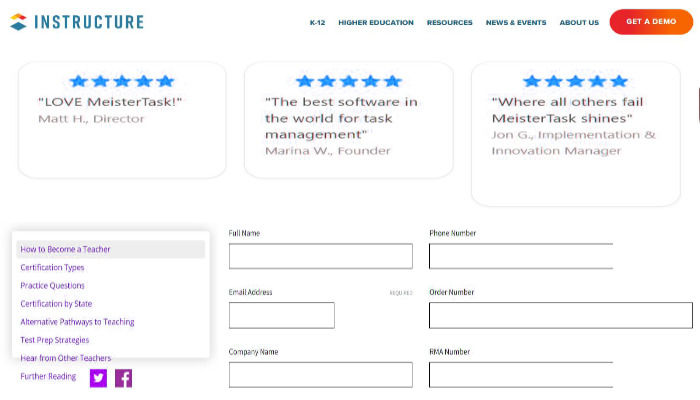 INSTRUCTURE
K-12 HIGHER EDUCATION RESOURCES NEWS & EVENTS ABOUT US GET A DEMO
"LOVE MeisterTask!"
Matt H., Director
"The best software in
the world for task
management"
Marina W., Founder
"Where all others fail
MeisterTask shines"
Jon G., Implementation &
Innovation Manager
How to Become a Teacher
Certification Types
Practice Questions
Certification by State
Alternative Pathways to Teaching
Test Prep Strategies
Hear from Other Teachers
Further Reading
Full Name
Phone Number
Email Address REQUIRED
Order Number
Company Name
RMA Number